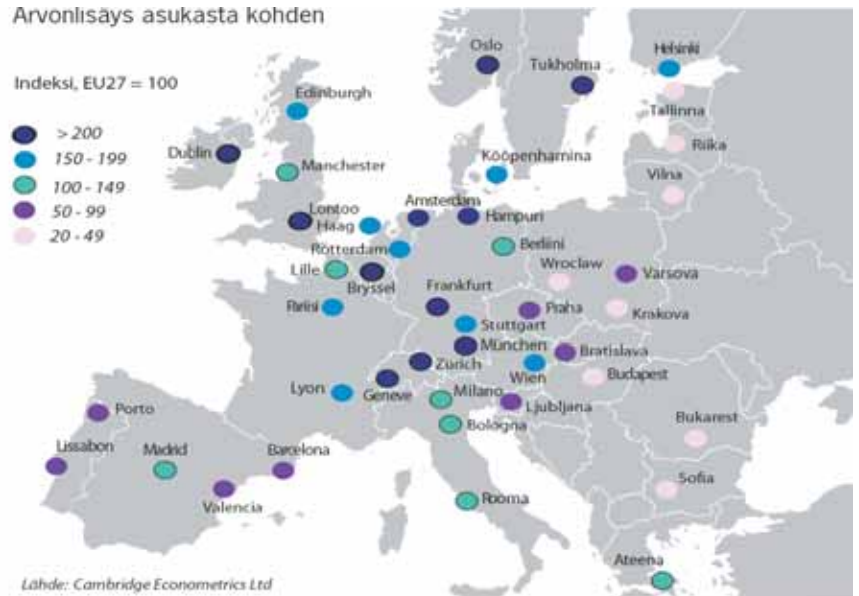 Arvonlisäys asukasta kohden
Indeksi, EU27 = 100
> 200
150 - 199
100 - 149
50 - 99
20 - 49
Oslo
Tukholma
Helsinki
Tallinna
Riika
Vilna
Edinburgh
Dublin
Manchester
Kööpenhamina
Lontoo
Haag
Amsterdam
Hampuri
Rotterdam
Berliini
Lille
Bryssel
Wroclaw
Varsova
Frankfurt
Pariisi
Praha
Krakova
Stuttgart
München
Bratislava
Zürich
Wien
Budapest
Lyon
Geneve
Milano
Ljubljana
Bologna
Porto
Bukarest
Lissabon
Madrid
Barcelona
Valencia
Sofia
Rooma
Ateena
Lähde: Cambridge Econometrics Ltd